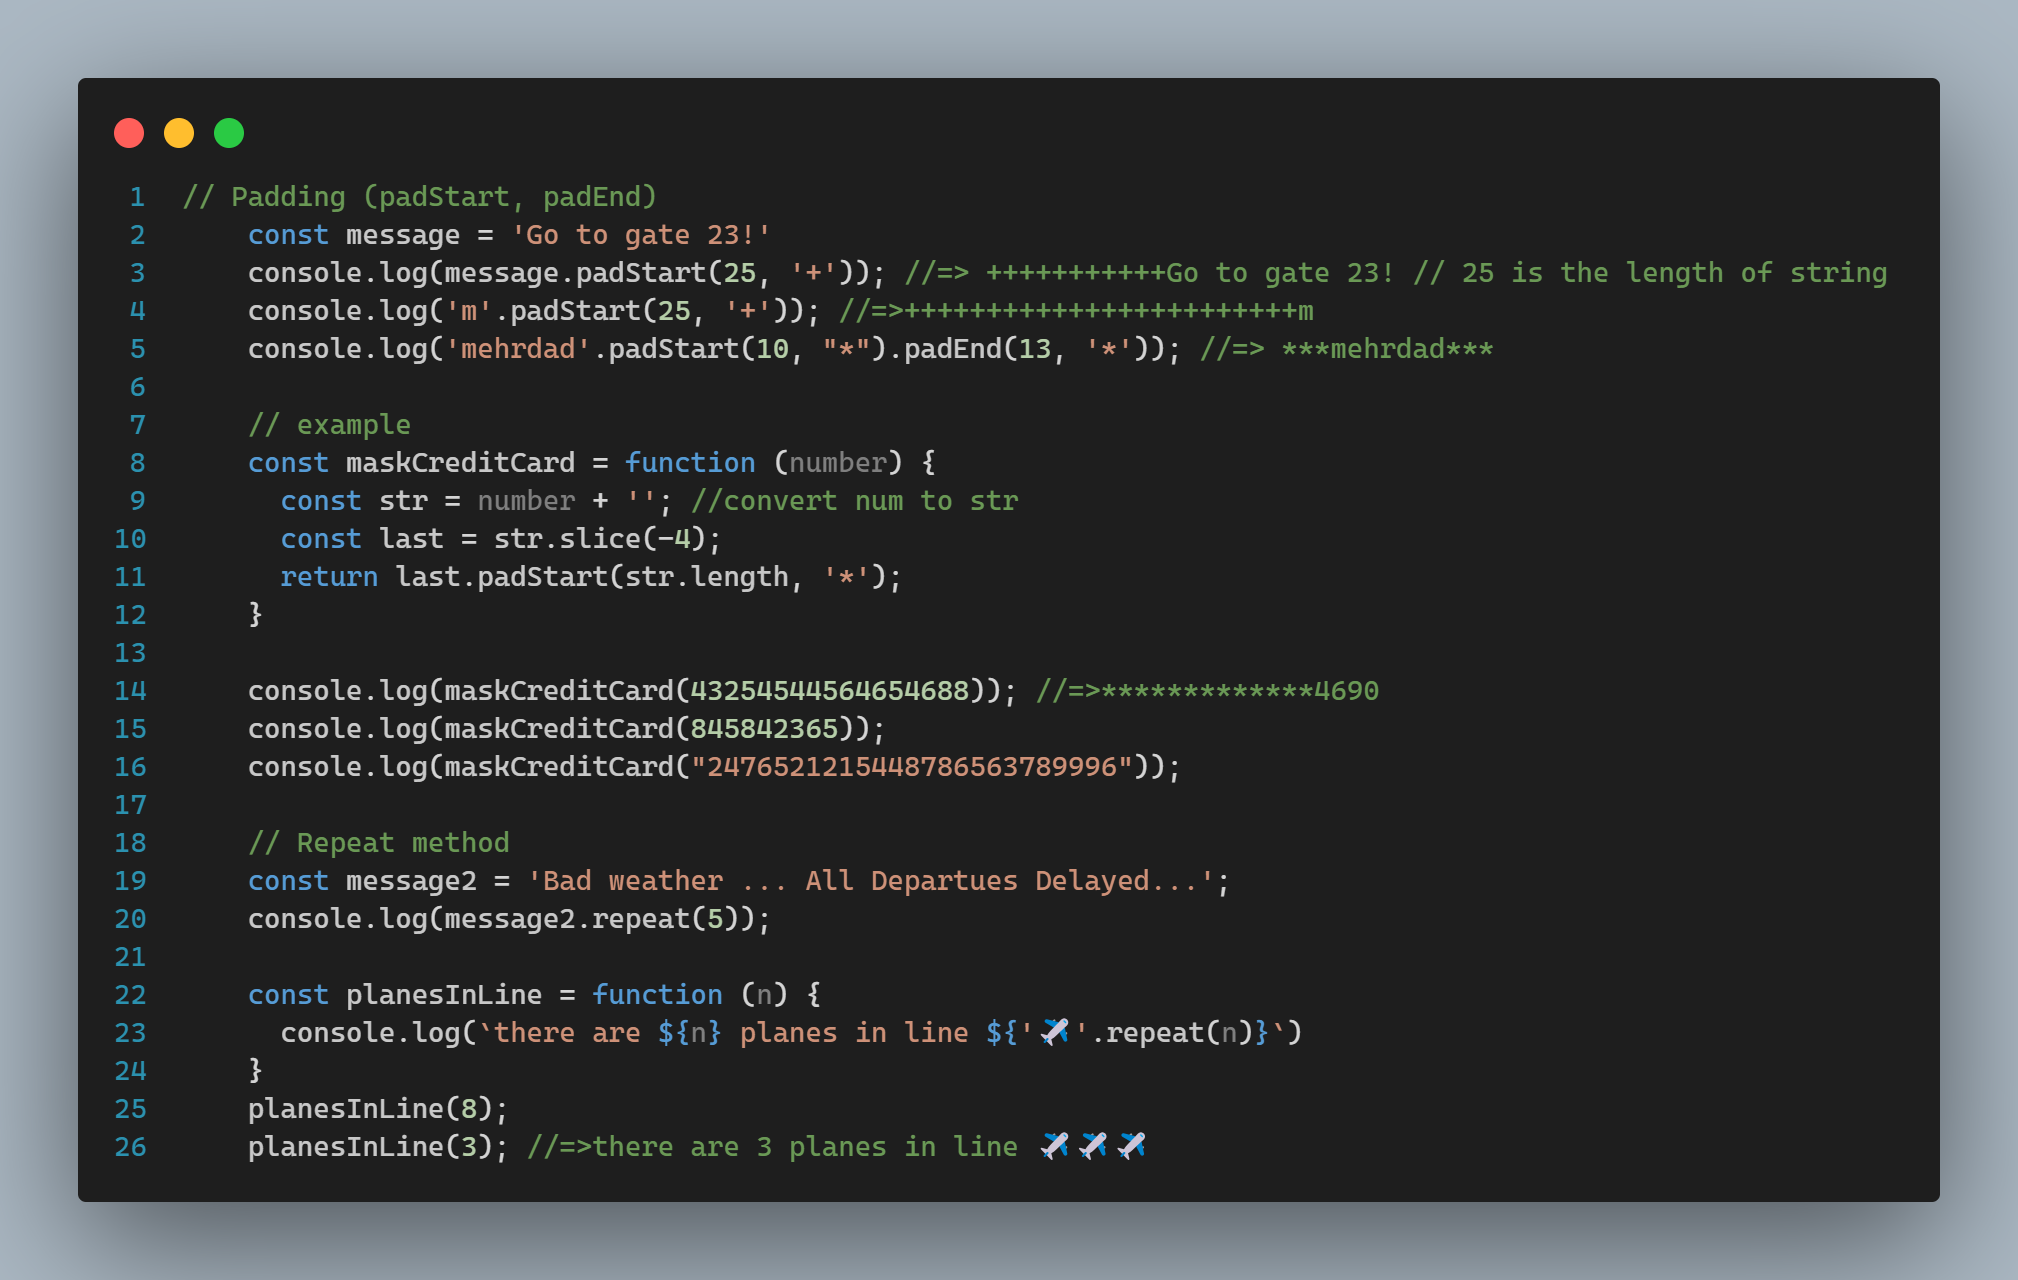 1 // Padding (padStart, padEnd)
2 const message = 'Go to gate 23!'
3 console.log(message.padStart(25, '+')); //=> +++++++++++Go to gate 23! // 25 is the length of string
4 console.log('m'.padStart(25, '+')); //=>++++++++++++++++++++++++m
5 console.log('mehrdad'.padStart(10, "*").padEnd(13, '*')); //=> ***mehrdad***
6
7 // example
8 const maskCreditCard = function (number) {
9 const str = number + ''; //convert num to str
10 const last = str.slice(-4);
11 return last.padStart(str.length, '*');
12 }
13
14 console.log(maskCreditCard(43254544564654688)); //=>*************4690
15 console.log(maskCreditCard(845842365));
16 console.log(maskCreditCard("2476521215448786563789996"));
17
18 // Repeat method
19 const message2 = 'Bad weather ... All Departues Delayed...';
20 console.log(message2.repeat(5));
21
22 const planesInLine = function (n) {
23 console.log(`there are ${n} planes in line ${'✈️'.repeat(n)}`)
24 }
25 planesInLine(8);
26 planesInLine(3); //=>there are 3 planes in line ✈️✈️✈️